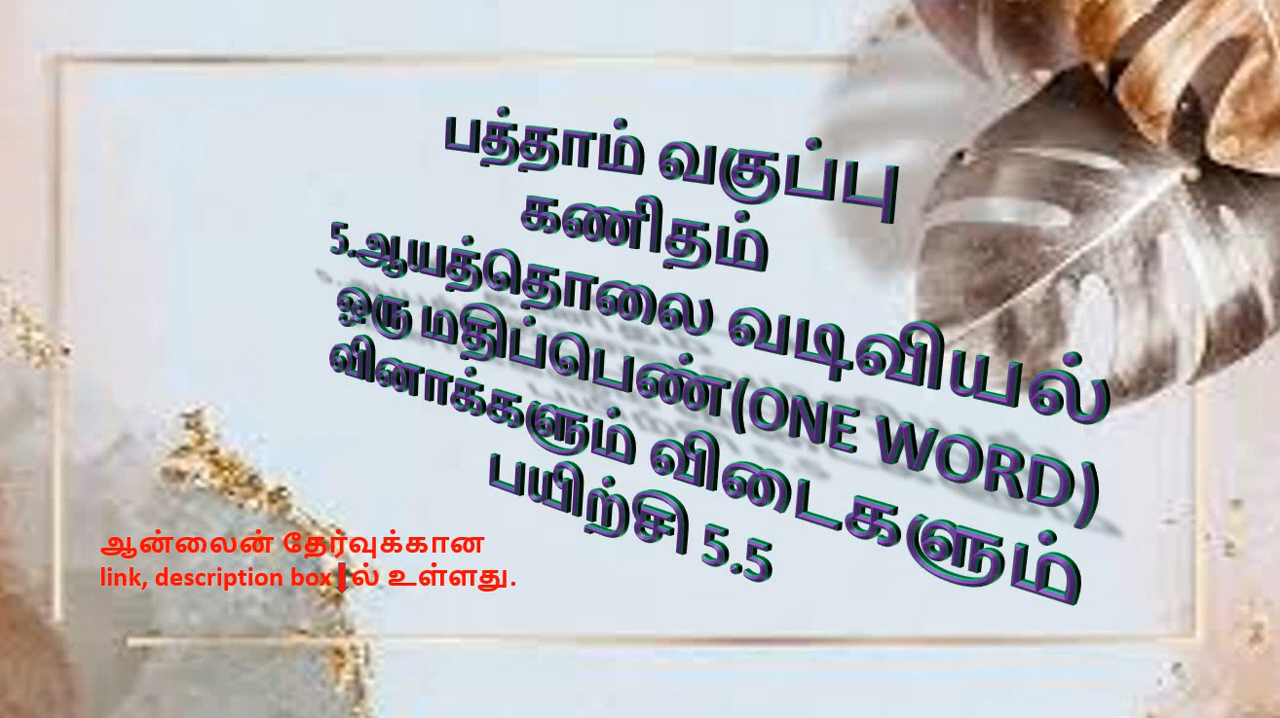 பத்தாம் வகுப்பு
கணிதம்
5.ஆயத்தொலை வடிவியல்
ஒரு மதிப்பெண்(ONE WORD)
வினாக்களும் விடைகளும்
பயிற்சி 5.5
ஆன்லைன் தேர்வுக்கான
link, description box ல் உள்ளது.